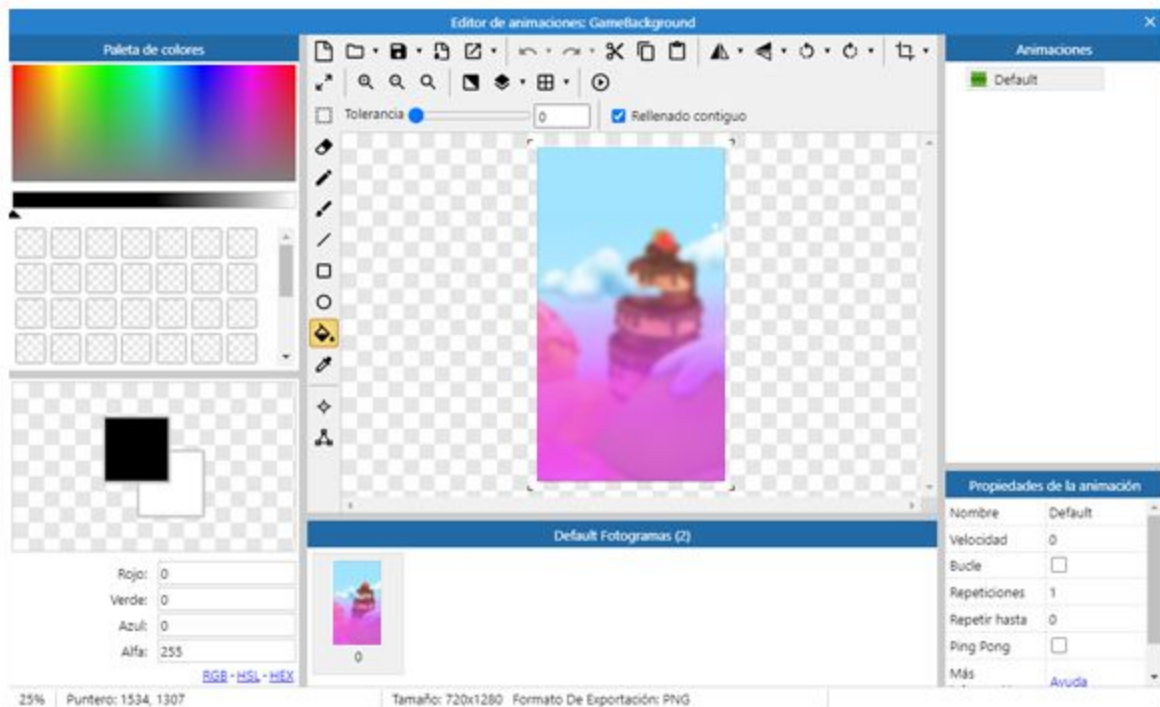 Editor de animaciones: GameBackground
Paleta de colores
Animaciones
Default
Tolerancia
0
Rellenado contiguo
Default Fotogramas (2)
0
Propiedades de la animación
Nombre Default
Velocidad 0
Bucle
Repeticiones 1
Repetir hasta 0
Ping Pong
Más
Ayuda
Rojo: 0
Verde: 0
Azul: 0
Alfa: 255
RGB - HSL - HEX
25% Puntero: 1534, 1307 Tamaño: 720x1280 Formato De Exportación: PNG